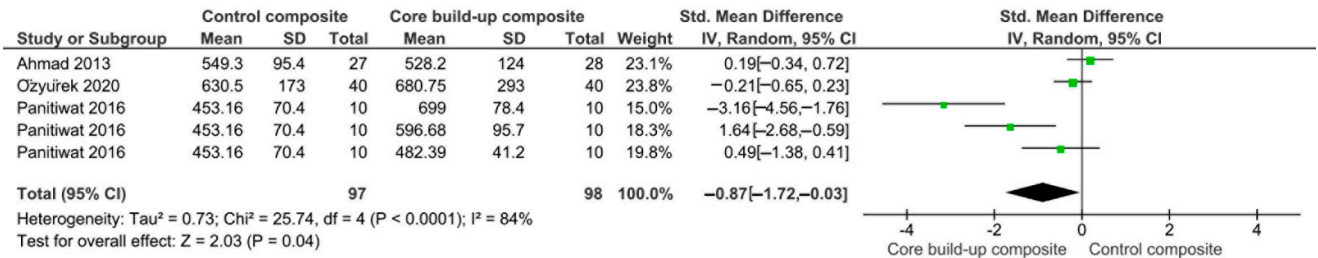 Control composite Core build-up composite Std. Mean Difference Std. Mean Difference
Study or Subgroup Mean SD Total Mean SD Total Weight IV, Random, 95% CI IV, Random, 95% CI
Ahmad 2013 549.3 95.4 27 528.2 124 28 23.1% 0.19[−0.34, 0.72]
Özyürek 2020 630.5 173 40 680.75 293 40 23.8% −0.21[−0.65, 0.23]
Panitiwat 2016 453.16 70.4 10 699 78.4 10 15.0% −3.16[−4.56,−1.76]
Panitiwat 2016 453.16 70.4 10 596.68 95.7 10 18.3% 1.64[−2.68,−0.59]
Panitiwat 2016 453.16 70.4 10 482.39 41.2 10 19.8% 0.49[−1.38, 0.41]
Total (95% CI) 97 98 100.0% −0.87[−1.72,−0.03]
Heterogeneity: Tau² = 0.73; Chi² = 25.74, df = 4 (P < 0.0001); I² = 84%
Test for overall effect: Z = 2.03 (P = 0.04)
-4 -2 0 2 4
Core build-up composite Control composite